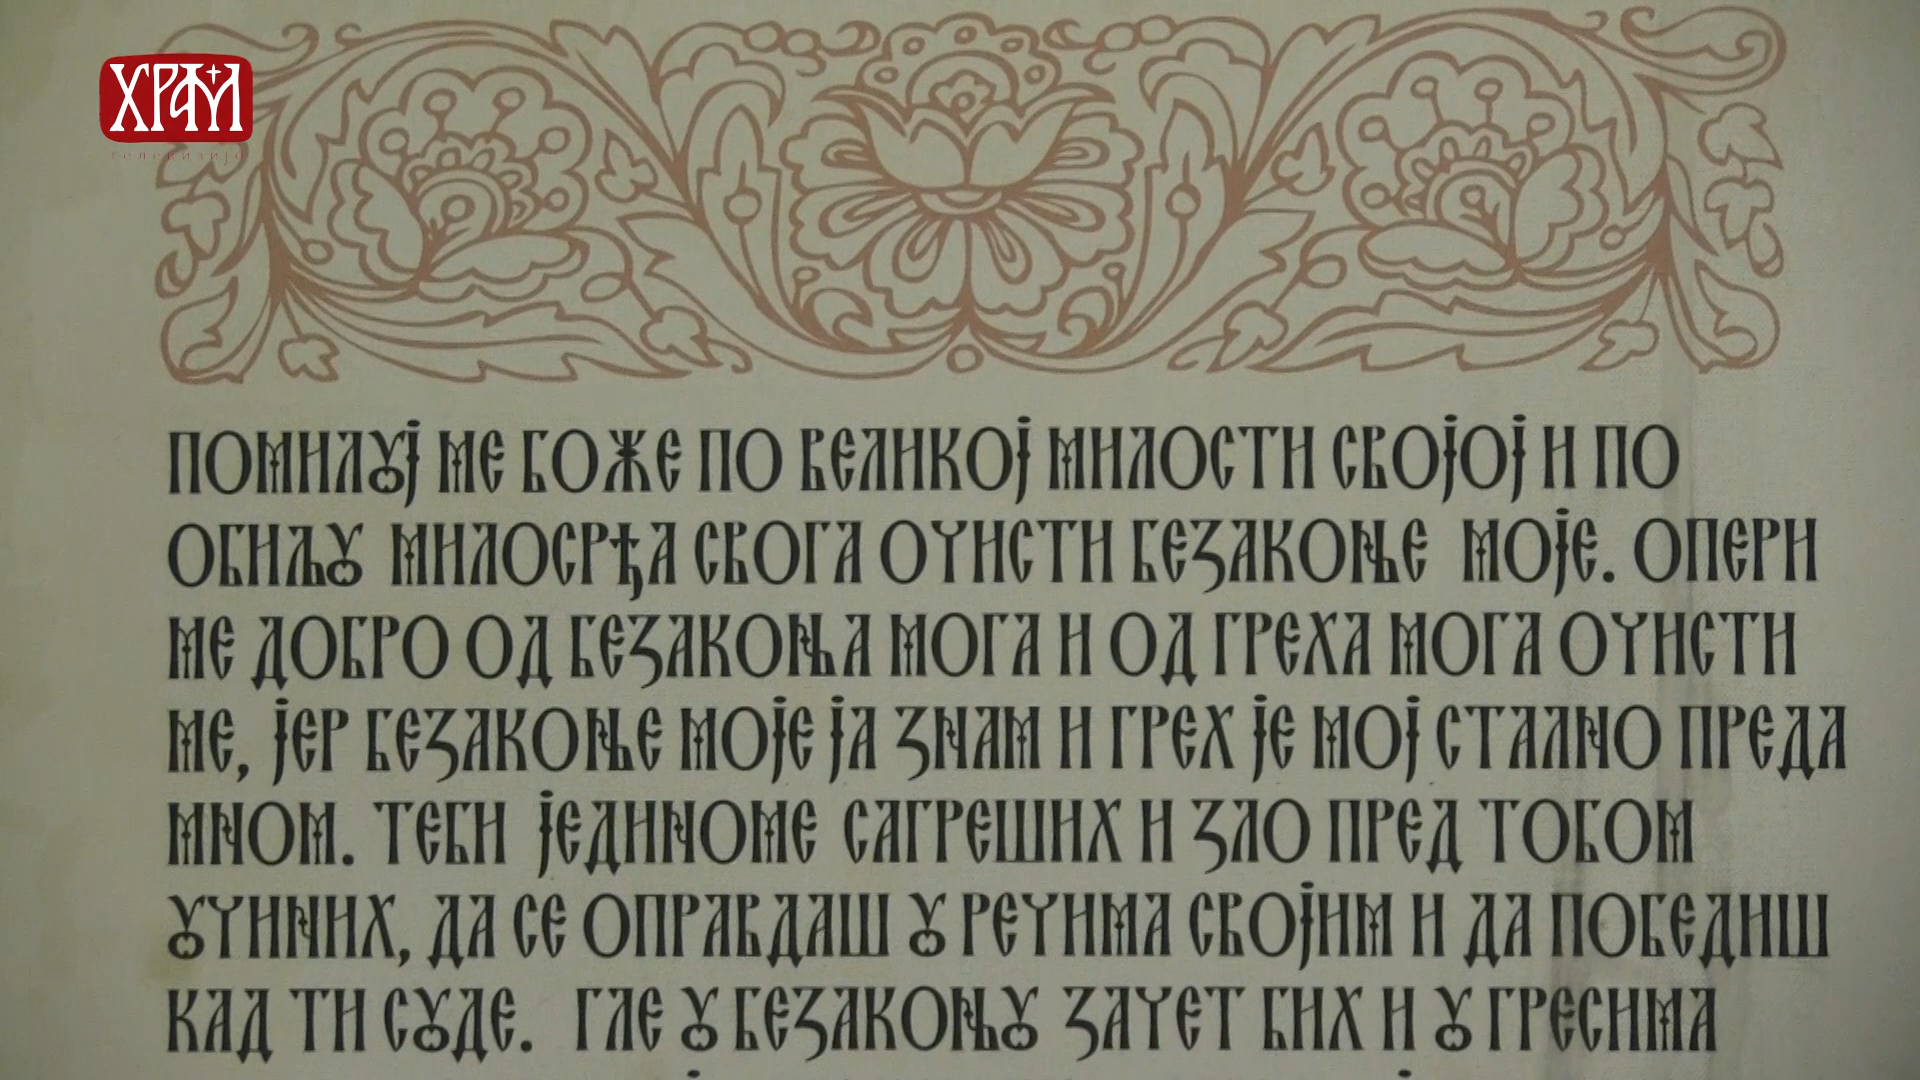 ХРАМ
телевизија
ПОМИЛУЈ МЕ БОЖЕ ПО ВЕЛИКОЈ МИЛОСТИ СВОЈОЈ И ПО
ОБИЉУ МИЛОСРЂА СВОГА ОЧИСТИ БЕЗАКОЊЕ МОЈЕ. ОПЕРИ
МЕ ДОБРО ОД БЕЗАКОЊА МОГА И ОД ГРЕХА МОГА ОЧИСТИ
МЕ, ЈЕР БЕЗАКОЊЕ МОЈЕ ЈА ЗНАМ И ГРЕХ ЈЕ МОЈ СТАЛНО ПРЕДА
МНОМ. ТЕБИ ЈЕДИНОМЕ САГРЕШИХ И ЗЛО ПРЕД ТОБОМ
УЧИНИХ, ДА СЕ ОПРАВДАШ У РЕЧИМА СВОЈИМ И ДА ПОБЕДИШ
КАД ТИ СУДЕ. ГЛЕ У БЕЗАКОЊУ ЗАЧЕТ БИХ И У ГРЕСИМА